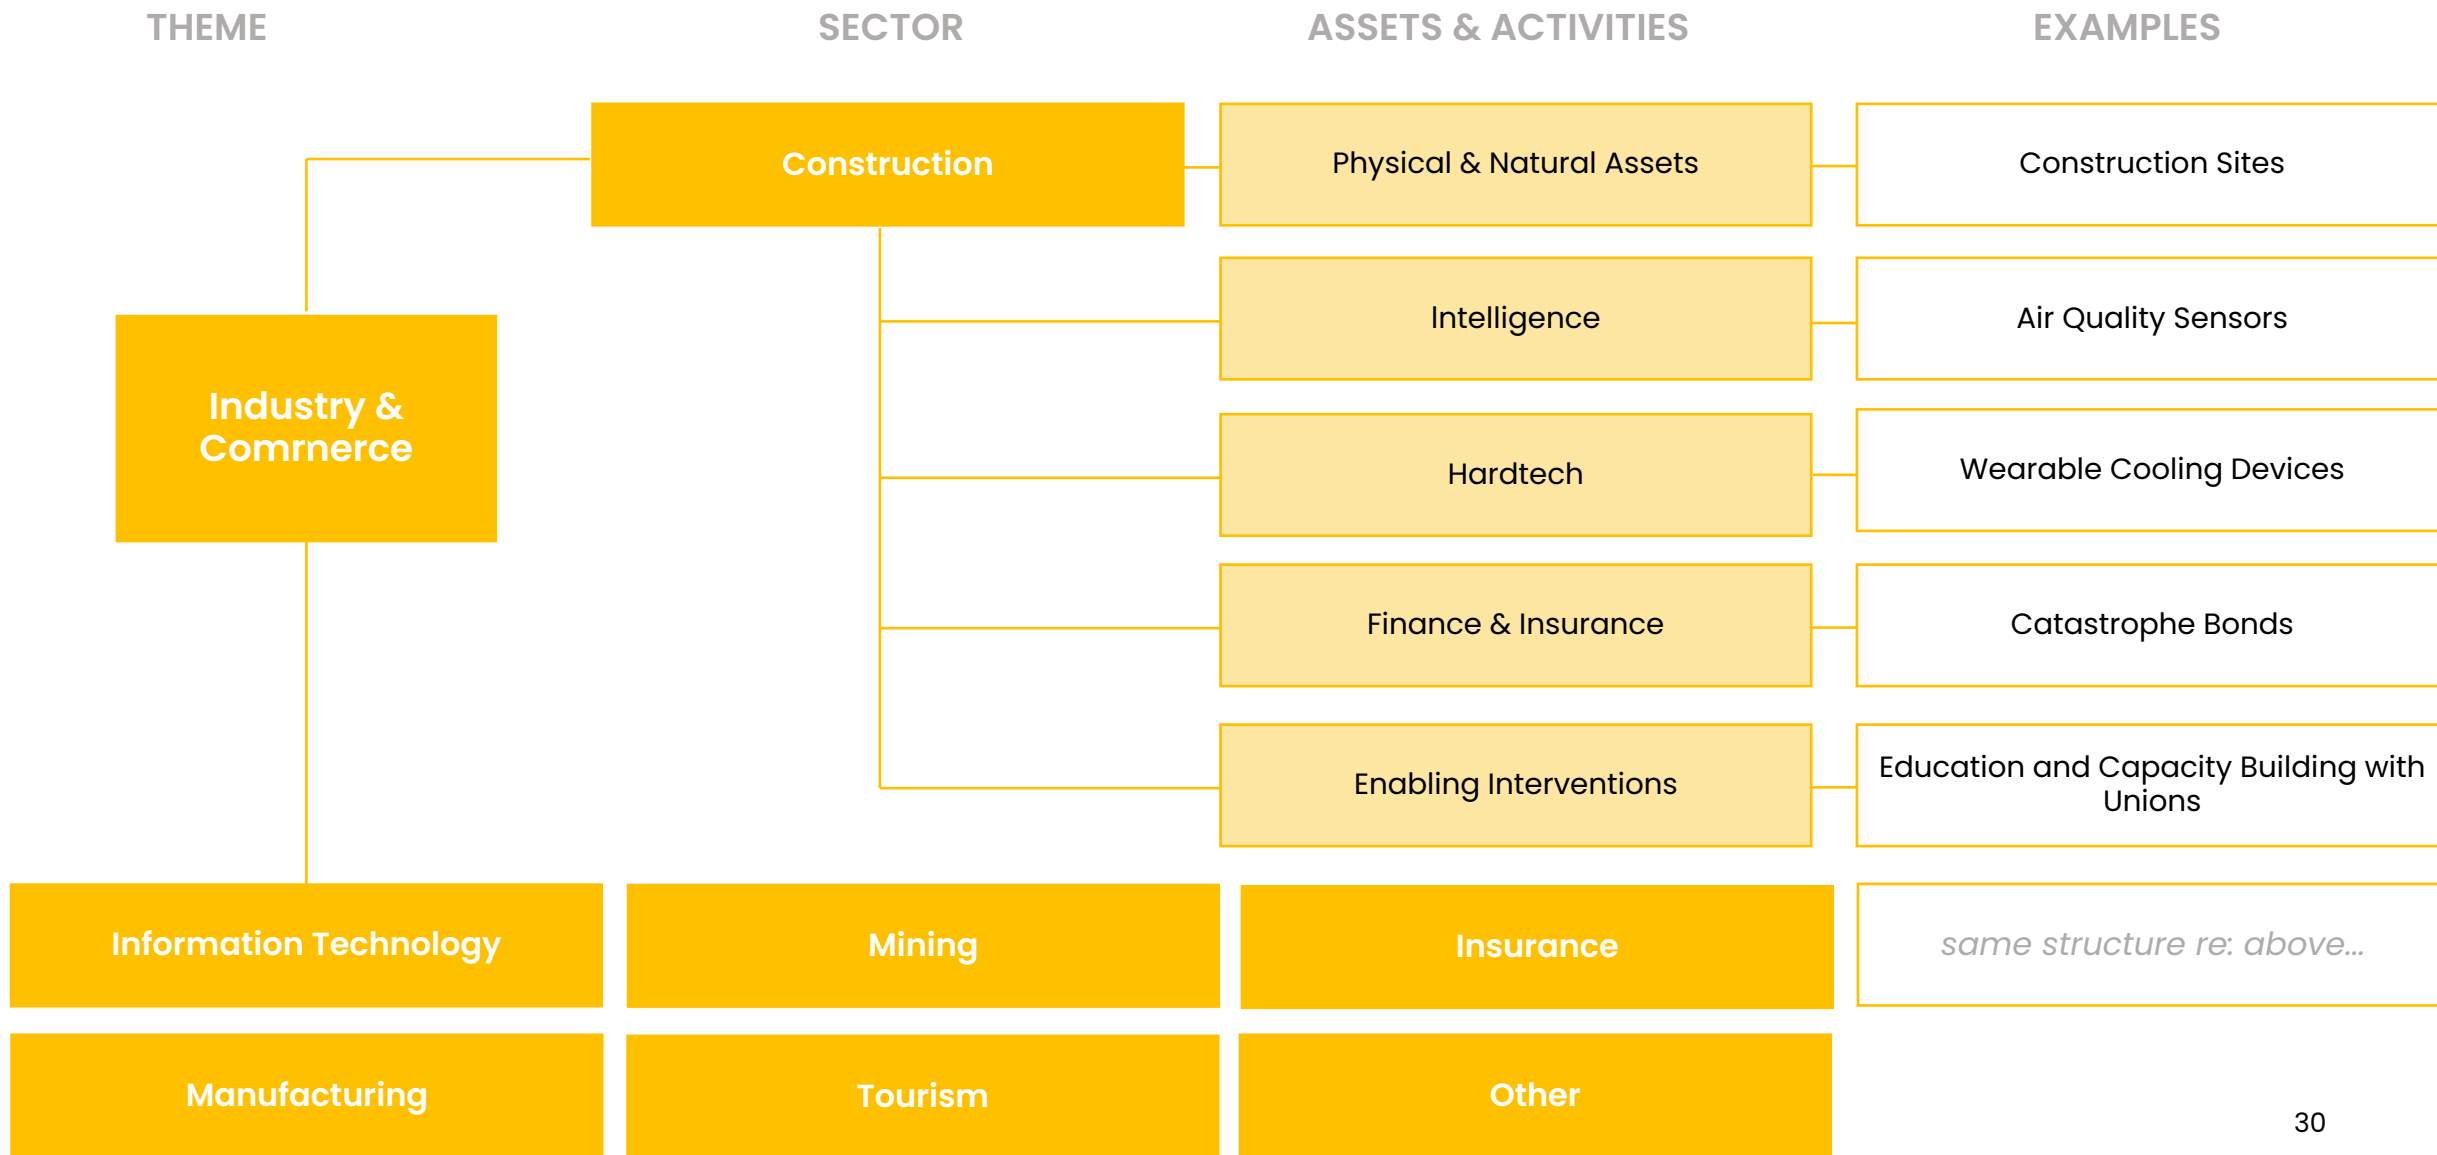 THEME
SECTOR
ASSETS & ACTIVITIES
EXAMPLES
Construction
Physical & Natural Assets
Construction Sites
Intelligence
Air Quality Sensors
Industry &
Comrnerce
Hardtech
Wearable Cooling Devices
Finance & Insurance
Catastrophe Bonds
Enabling Interventions
Education and Capacity Building with
Unions
Information Technology
Mining
Insurance
same structure re: above...
Manufacturing
Tourism
Other
30